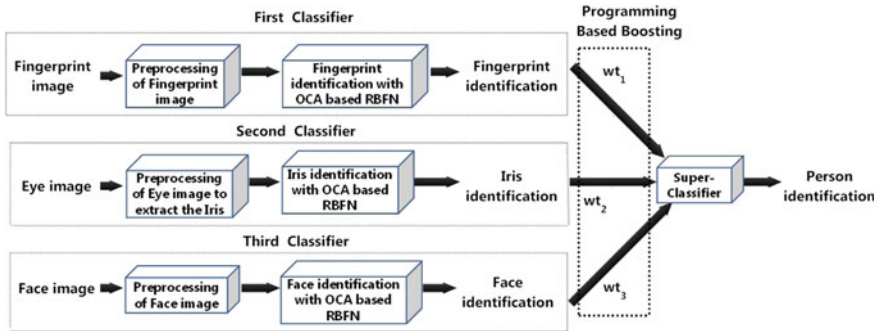 First Classifier
Programming
Based Boosting
Fingerprint
image
Preprocessing
of Fingerprint
image
Fingerprint
identification with
OCA based RBFN
Fingerprint
identification
wt1
Second Classifier
Eye image
Preprocessing
of Eye image to
extract the Iris
Iris identification
with OCA based
RBFN
Iris
identification
wt2
Super-
Classifier
Person
identification
Third Classifier
Face image
Preprocessing
of Face image
Face identification
with OCA based
RBFN
Face
identification
wt3